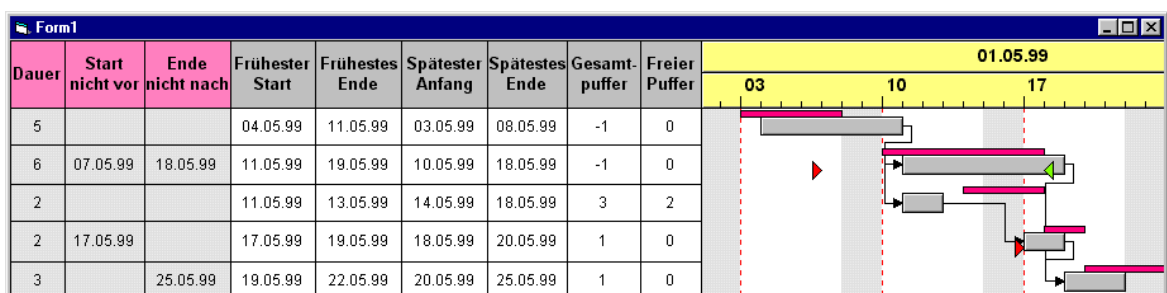 Form1
Dauer Start nicht vor Ende nicht nach Frühester Start Frühestes Ende Spätester Anfang Spätestes Ende Gesamt-puffer Freier Puffer 01.05.99
03 10 17
5 04.05.99 11.05.99 03.05.99 08.05.99 -1 0
6 07.05.99 18.05.99 11.05.99 19.05.99 10.05.99 18.05.99 -1 0
2 11.05.99 13.05.99 14.05.99 18.05.99 3 2
2 17.05.99 17.05.99 19.05.99 18.05.99 20.05.99 1 0
3 25.05.99 19.05.99 22.05.99 20.05.99 25.05.99 1 0